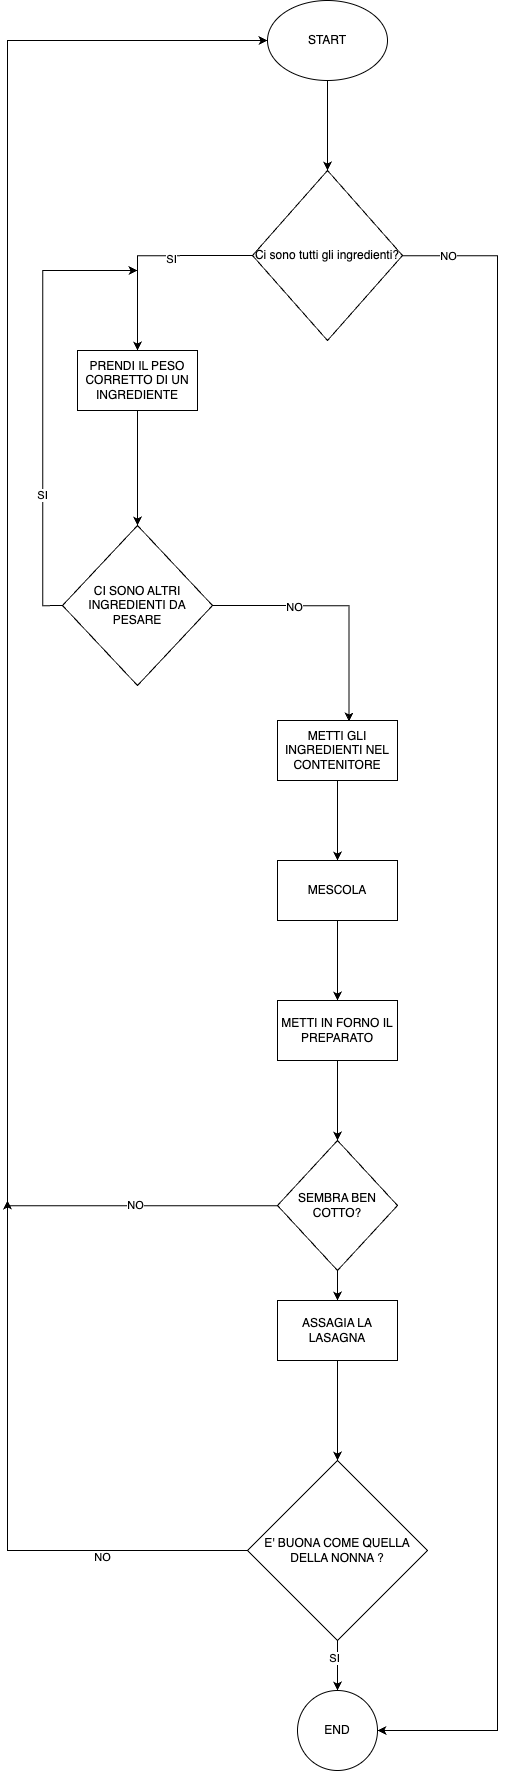 START
Ci sono tutti gli ingredienti?
SI
NO
PRENDI IL PESO
CORRETTO DI UN
INGREDIENTE
SI
CI SONO ALTRI
INGREDIENTI DA
PESARE
NO
METTI GLI
INGREDIENTI NEL
CONTENITORE
MESCOLA
METTI IN FORNO IL
PREPARATO
SEMBRA BEN
COTTO?
NO
ASSAGIA LA
LASAGNA
E' BUONA COME QUELLA
DELLA NONNA ?
NO
SI
END